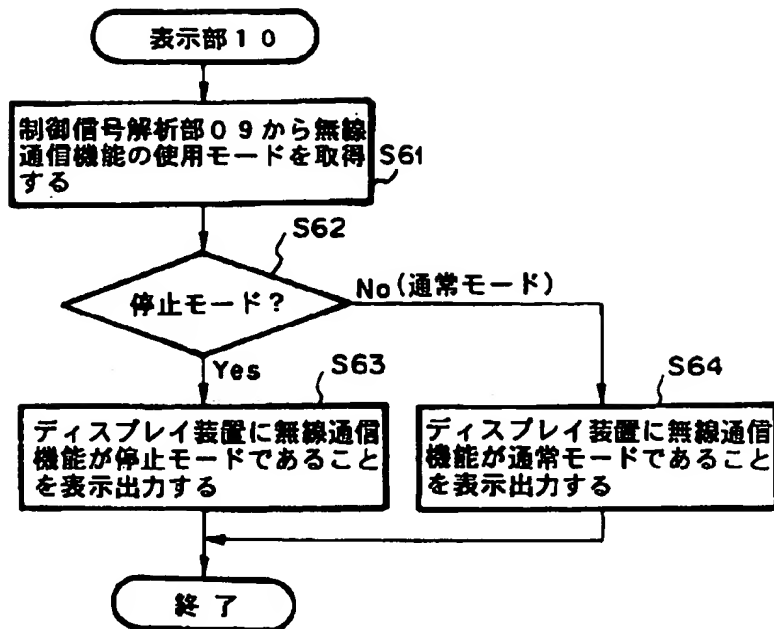 表示部10
制御信号解析部09から無線
通信機能の使用モードを取得
する
S61
S62
停止モード?
No(通常モード)
Yes
S63
ディスプレイ装置に無線通信
機能が停止モードであること
を表示出力する
S64
ディスプレイ装置に無線通信
機能が通常モードであること
を表示出力する
終了